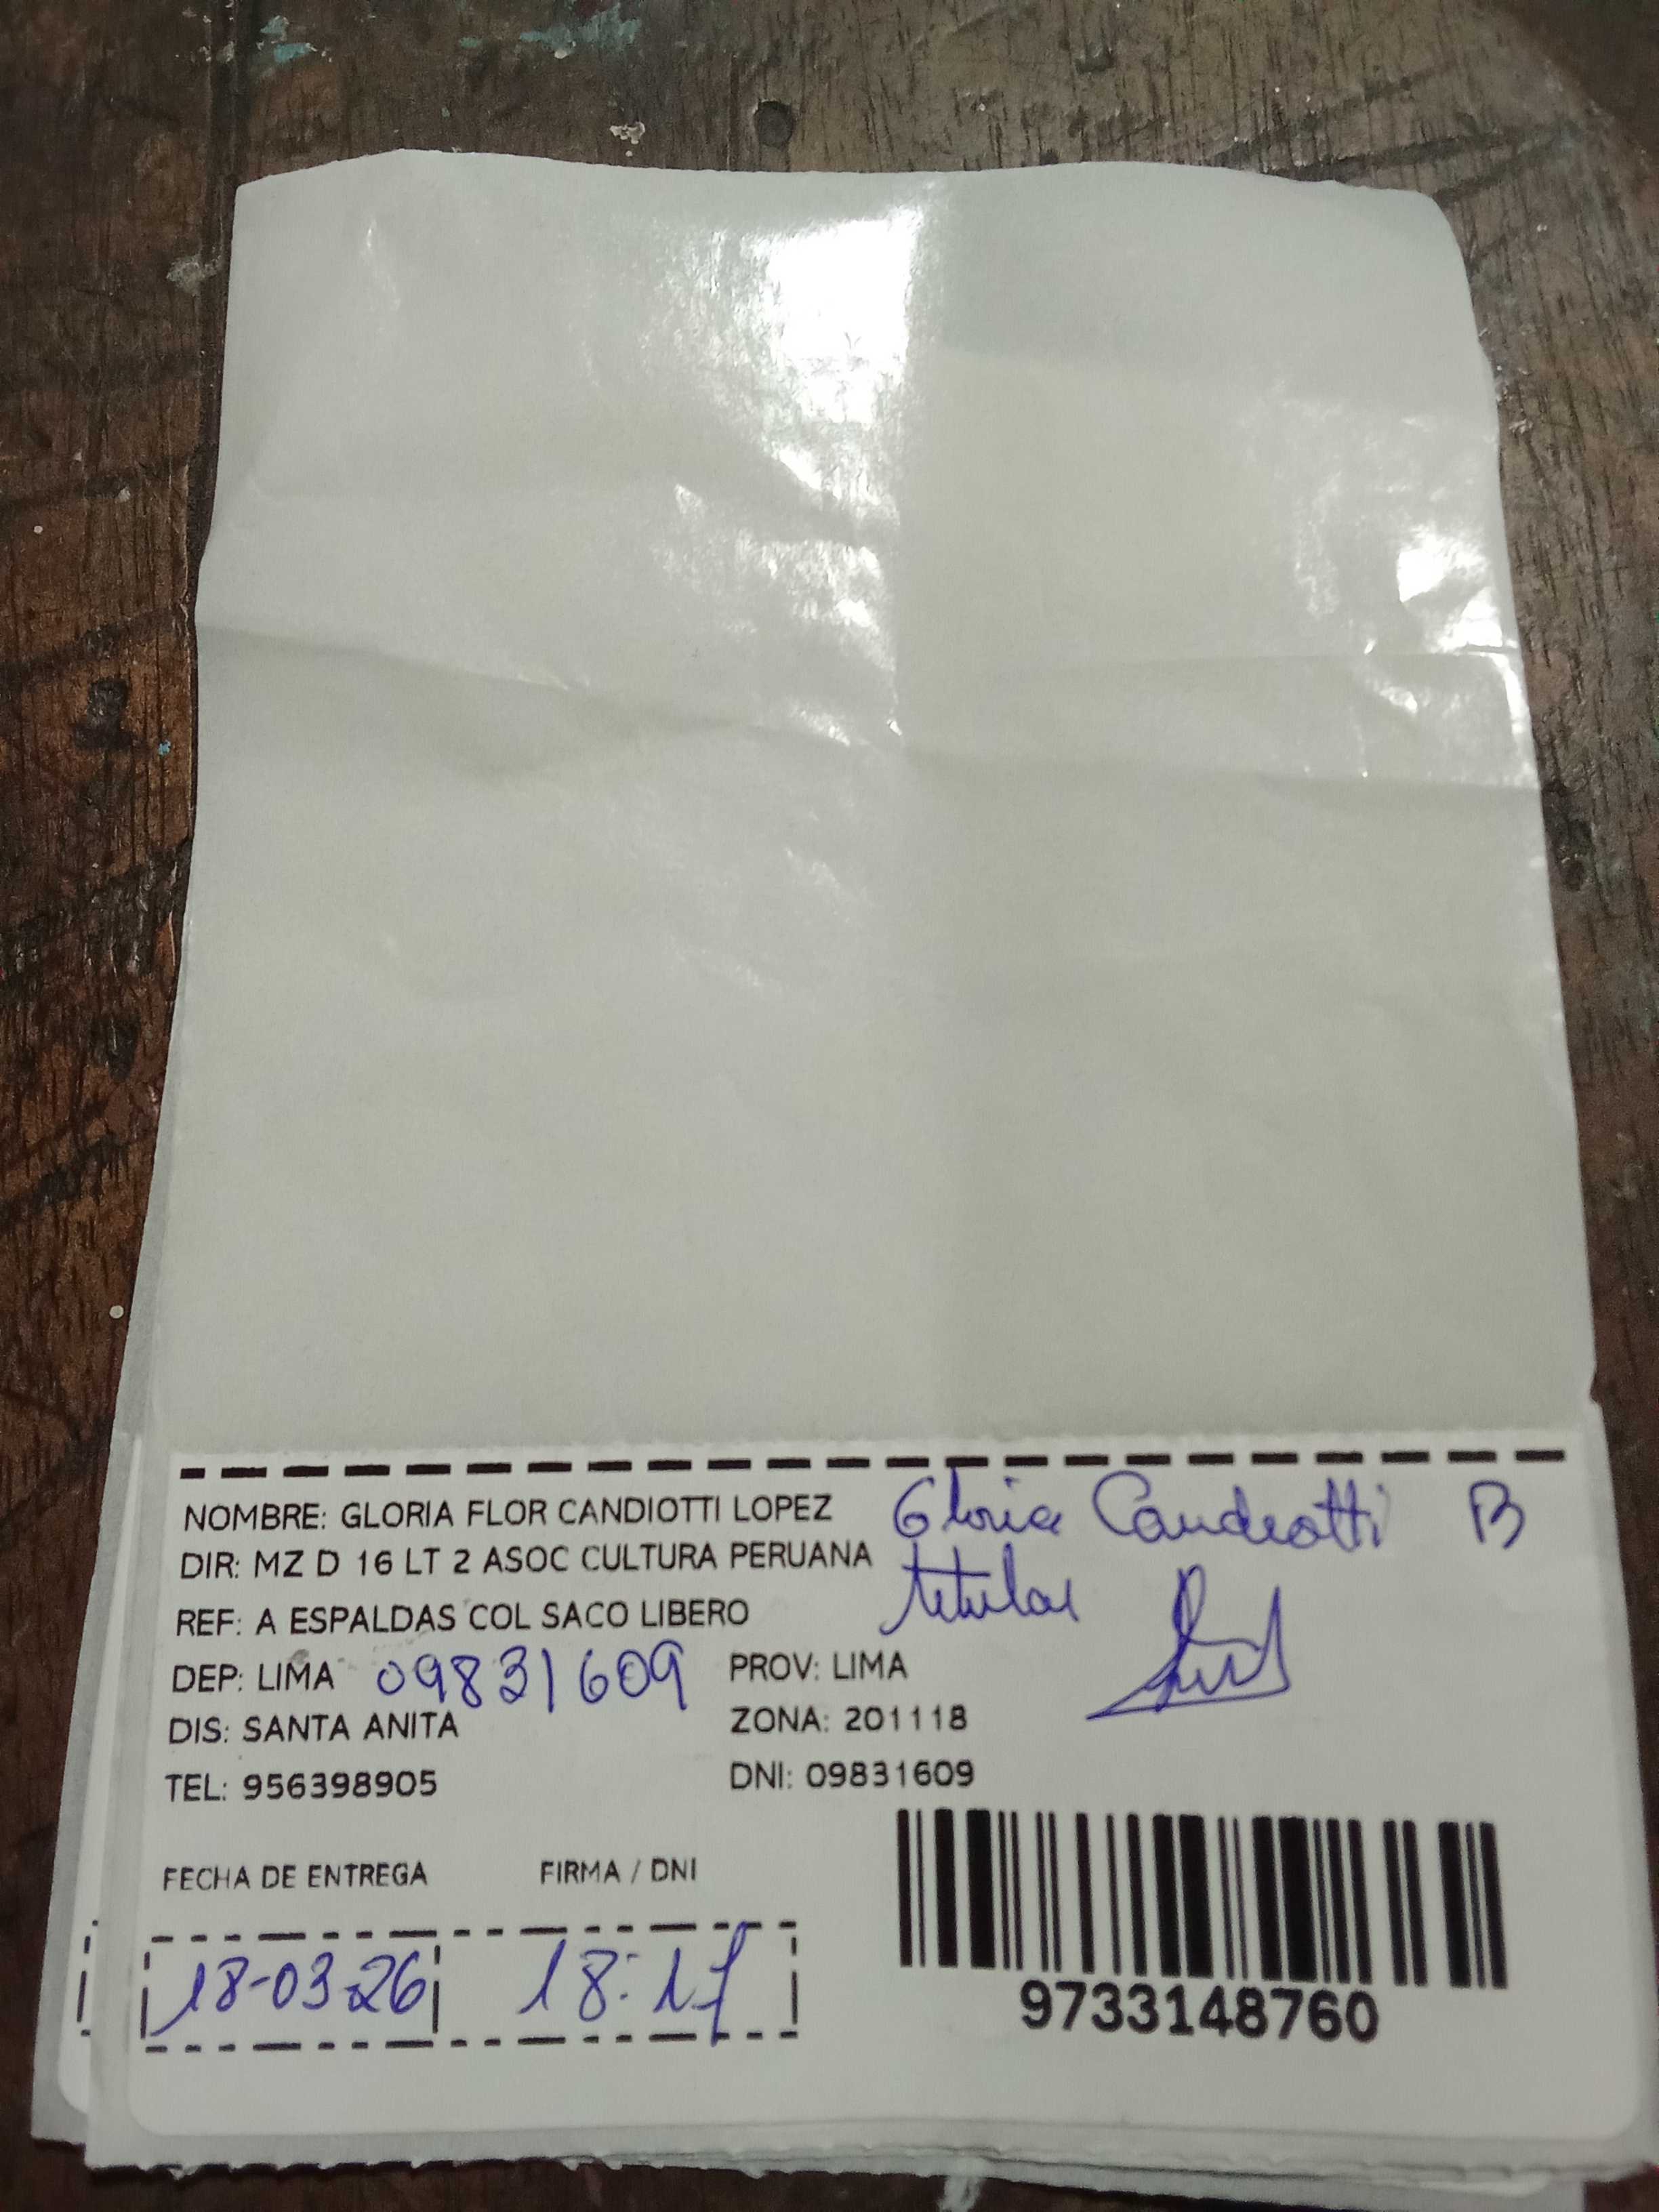 NOMBRE: GLORIA FLOR CANDIOTTI LOPEZ
Gloria Candiotti B
DIR: MZ D 16 LT 2 ASOC CULTURA PERUANA
titular
REF: A ESPALDAS COL SACO LIBERO
DEP: LIMA 09831609 PROV: LIMA
DIS: SANTA ANITA ZONA: 201118
TEL: 956398905 DNI: 09831609
FECHA DE ENTREGA FIRMA / DNI
18-03-26 18:17
9733148760